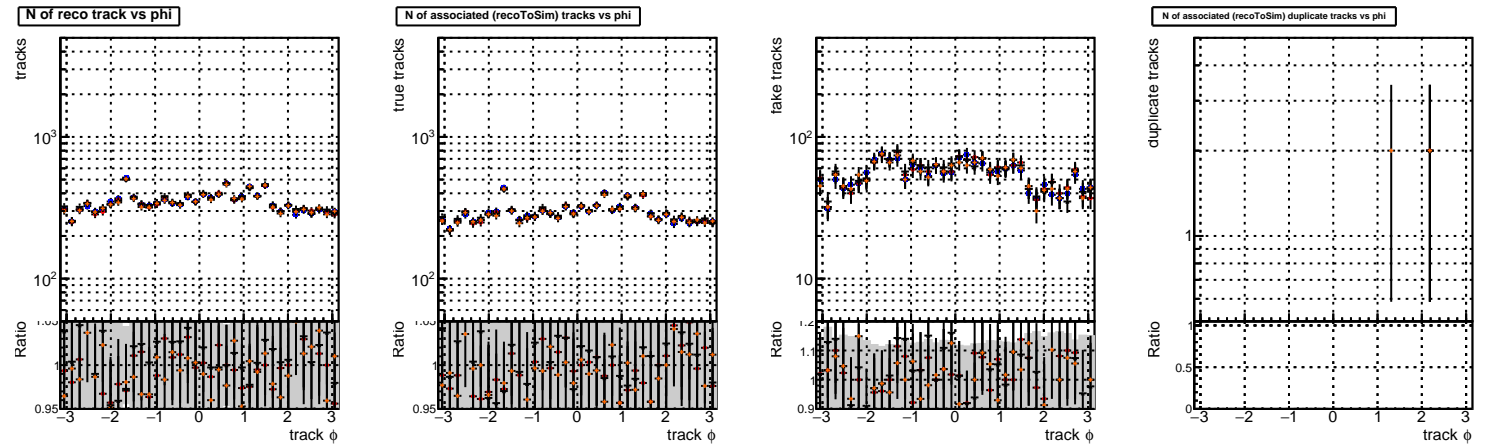 N of reco track vs phi
tracks
10³
10²
Ratio
1.05
1
0.95
−3 −2 −1 0 1 2 3
track φ
N of associated (recoToSim) tracks vs phi
true tracks
10³
10²
Ratio
1.05
1
0.95
−3 −2 −1 0 1 2 3
track φ
fake tracks
10²
10
Ratio
1.2
1.1
1
0.9
−3 −2 −1 0 1 2 3
track φ
N of associated (recoToSim) duplicate tracks vs phi
duplicate tracks
1
Ratio
1
0.5
0
−3 −2 −1 0 1 2 3
track φ